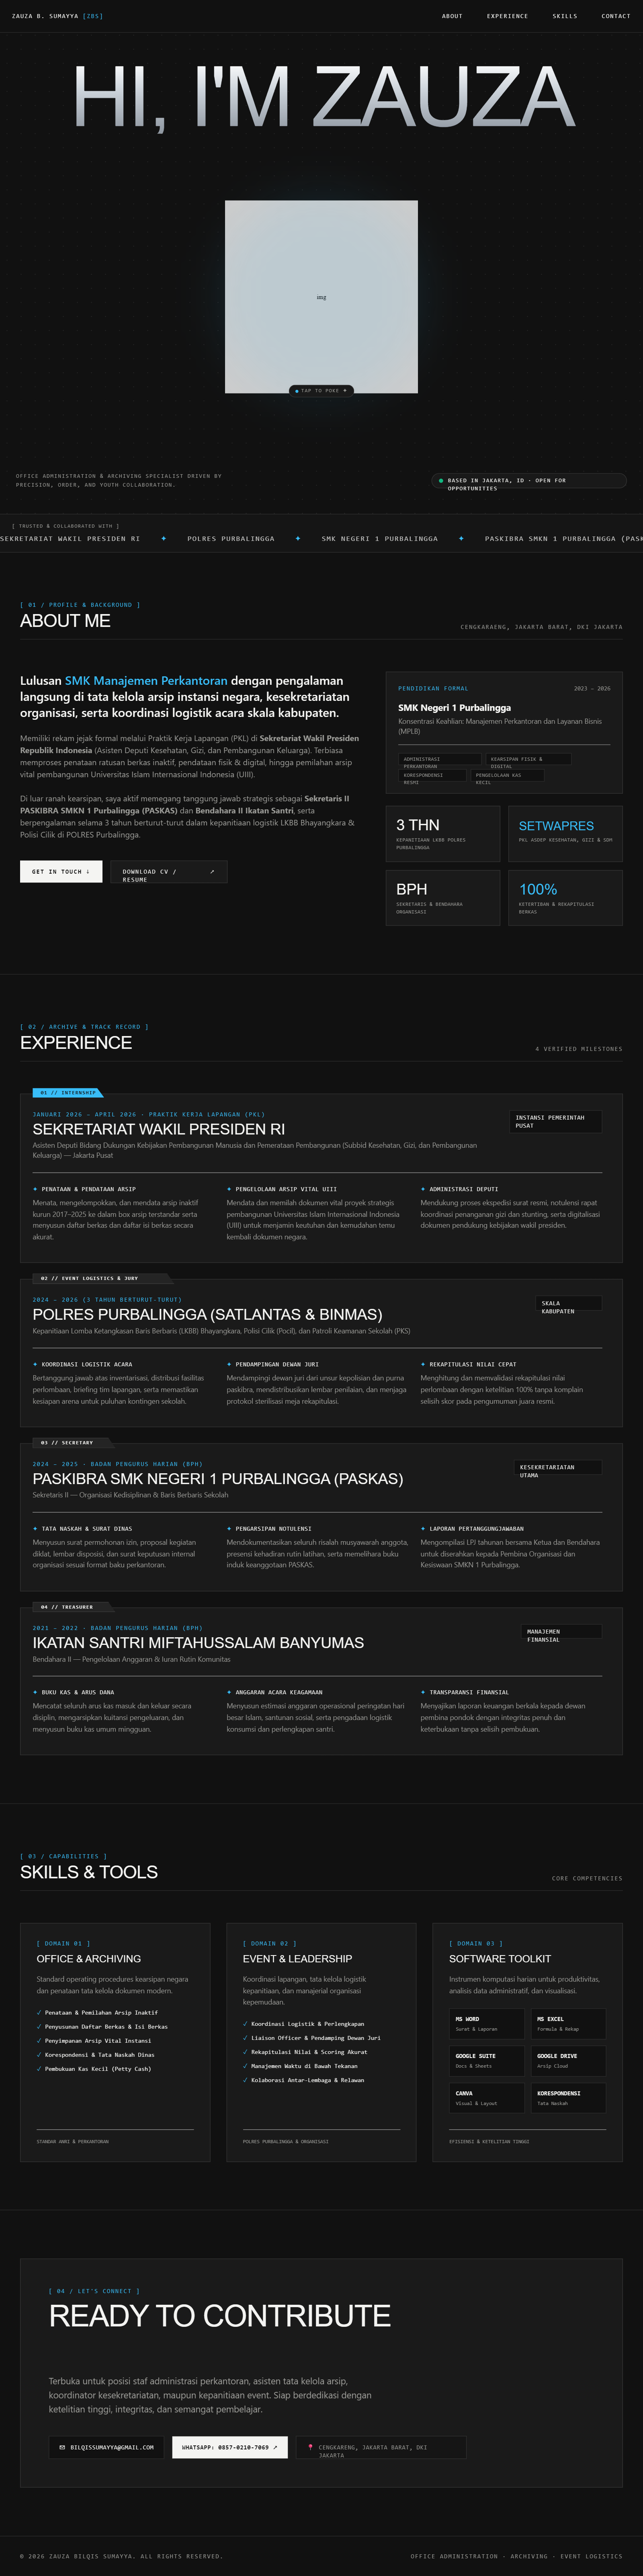 ZAUZA B. SUMAYYA [ZBS]
ABOUT
EXPERIENCE
SKILLS
CONTACT
HI, I'M ZAUZA
img
TAP TO POKE ✦
OFFICE ADMINISTRATION & ARCHIVING SPECIALIST DRIVEN BY
PRECISION, ORDER, AND YOUTH COLLABORATION.
BASED IN JAKARTA, ID · OPEN FOR
OPPORTUNITIES
[ TRUSTED & COLLABORATED WITH ]
SEKRETARIAT WAKIL PRESIDEN RI ✦ POLRES PURBALINGGA ✦ SMK NEGERI 1 PURBALINGGA ✦ PASKIBRA SMKN 1 PURBALINGGA (PASK
[ 01 / PROFILE & BACKGROUND ]
ABOUT ME
CENGKARAENG, JAKARTA BARAT, DKI JAKARTA
Lulusan SMK Manajemen Perkantoran dengan pengalaman
langsung di tata kelola arsip instansi negara, kesekretariatan
organisasi, serta koordinasi logistik acara skala kabupaten.
Memiliki rekam jejak formal melalui Praktik Kerja Lapangan (PKL) di Sekretariat Wakil Presiden
Republik Indonesia (Asisten Deputi Kesehatan, Gizi, dan Pembangunan Keluarga). Terbiasa
memproses penataan ratusan berkas inaktif, pendataan fisik & digital, hingga pemilahan arsip
vital pembangunan Universitas Islam Internasional Indonesia (UIII).
Di luar ranah kearsipan, saya aktif memegang tanggung jawab strategis sebagai Sekretaris II
PASKIBRA SMKN 1 Purbalingga (PASKAS) dan Bendahara II Ikatan Santri, serta
berpengalaman selama 3 tahun berturut-turut dalam kepanitiaan logistik LKBB Bhayangkara &
Polisi Cilik di POLRES Purbalingga.
GET IN TOUCH ↓
DOWNLOAD CV / ↗
RESUME
PENDIDIKAN FORMAL
2023 — 2026
SMK Negeri 1 Purbalingga
Konsentrasi Keahlian: Manajemen Perkantoran dan Layanan Bisnis
(MPLB)
ADMINISTRASI
PERKANTORAN
KEARSIPAN FISIK &
DIGITAL
KORESPONDENSI
RESMI
PENGELOLAAN KAS
KECIL
3 THN
KEPANITIAAN LKBB POLRES
PURBALINGGA
SETWAPRES
PKL ASDEP KESEHATAN, GIZI & SDM
BPH
SEKRETARIS & BENDAHARA
ORGANISASI
100%
KETERTIBAN & REKAPITULASI
BERKAS
[ 02 / ARCHIVE & TRACK RECORD ]
EXPERIENCE
4 VERIFIED MILESTONES
01 // INTERNSHIP
JANUARI 2026 — APRIL 2026 · PRAKTIK KERJA LAPANGAN (PKL)
SEKRETARIAT WAKIL PRESIDEN RI
Asisten Deputi Bidang Dukungan Kebijakan Pembangunan Manusia dan Pemerataan Pembangunan (Subbid Kesehatan, Gizi, dan Pembangunan
Keluarga) — Jakarta Pusat
INSTANSI PEMERINTAH
PUSAT
✦ PENATAAN & PENDATAAN ARSIP
Menata, mengelompokkan, dan mendata arsip inaktif
kurun 2017–2025 ke dalam box arsip terstandar serta
menyusun daftar berkas dan daftar isi berkas secara
akurat.
✦ PENGELOLAAN ARSIP VITAL UIII
Mendata dan memilah dokumen vital proyek strategis
pembangunan Universitas Islam Internasional Indonesia
(UIII) untuk menjamin keutuhan dan kemudahan temu
kembali dokumen negara.
✦ ADMINISTRASI DEPUTI
Mendukung proses ekspedisi surat resmi, notulensi rapat
koordinasi penanganan gizi dan stunting, serta digitalisasi
dokumen pendukung kebijakan wakil presiden.
02 // EVENT LOGISTICS & JURY
2024 — 2026 (3 TAHUN BERTURUT-TURUT)
POLRES PURBALINGGA (SATLANTAS & BINMAS)
Kepanitiaan Lomba Ketangkasan Baris Berbaris (LKBB) Bhayangkara, Polisi Cilik (Pocil), dan Patroli Keamanan Sekolah (PKS)
SKALA
KABUPATEN
✦ KOORDINASI LOGISTIK ACARA
Bertanggung jawab atas inventarisasi, distribusi fasilitas
perlombaan, briefing tim lapangan, serta memastikan
kesiapan arena untuk puluhan kontingen sekolah.
✦ PENDAMPINGAN DEWAN JURI
Mendampingi dewan juri dari unsur kepolisian dan purna
paskibra, mendistribusikan lembar penilaian, dan menjaga
protokol sterilisasi meja rekapitulasi.
✦ REKAPITULASI NILAI CEPAT
Menghitung dan memvalidasi rekapitulasi nilai
perlombaan dengan ketelitian 100% tanpa komplain
selisih skor pada pengumuman juara resmi.
03 // SECRETARY
2024 — 2025 · BADAN PENGURUS HARIAN (BPH)
PASKIBRA SMK NEGERI 1 PURBALINGGA (PASKAS)
Sekretaris II — Organisasi Kedisiplinan & Baris Berbaris Sekolah
KESEKRETARIATAN
UTAMA
✦ TATA NASKAH & SURAT DINAS
Menyusun surat permohonan izin, proposal kegiatan
diklat, lembar disposisi, dan surat keputusan internal
organisasi sesuai format baku perkantoran.
✦ PENGARSIPAN NOTULENSI
Mendokumentasikan seluruh risalah musyawarah anggota,
presensi kehadiran rutin latihan, serta memelihara buku
induk keanggotaan PASKAS.
✦ LAPORAN PERTANGGUNGJAWABAN
Mengompilasi LPJ tahunan bersama Ketua dan Bendahara
untuk diserahkan kepada Pembina Organisasi dan
Kesiswaan SMKN 1 Purbalingga.
04 // TREASURER
2021 — 2022 · BADAN PENGURUS HARIAN (BPH)
IKATAN SANTRI MIFTAHUSSALAM BANYUMAS
Bendahara II — Pengelolaan Anggaran & Iuran Rutin Komunitas
MANAJEMEN
FINANSIAL
✦ BUKU KAS & ARUS DANA
Mencatat seluruh arus kas masuk dan keluar secara
disiplin, mengarsipkan kuitansi pengeluaran, dan
menyusun buku kas umum mingguan.
✦ ANGGARAN ACARA KEAGAMAAN
Menyusun estimasi anggaran operasional peringatan hari
besar Islam, santunan sosial, serta pengadaan logistik
konsumsi dan perlengkapan santri.
✦ TRANSPARANSI FINANSIAL
Menyajikan laporan keuangan berkala kepada dewan
pembina pondok dengan integritas penuh dan
keterbukaan tanpa selisih pembukuan.
[ 03 / CAPABILITIES ]
SKILLS & TOOLS
CORE COMPETENCIES
[ DOMAIN 01 ]
OFFICE & ARCHIVING
Standard operating procedures kearsipan negara
dan penataan tata kelola dokumen modern.
✓ Penataan & Pemilahan Arsip Inaktif
✓ Penyusunan Daftar Berkas & Isi Berkas
✓ Penyimpanan Arsip Vital Instansi
✓ Korespondensi & Tata Naskah Dinas
✓ Pembukuan Kas Kecil (Petty Cash)
STANDAR ANRI & PERKANTORAN
[ DOMAIN 02 ]
EVENT & LEADERSHIP
Koordinasi lapangan, tata kelola logistik
kepanitiaan, dan manajerial organisasi
kepemudaan.
✓ Koordinasi Logistik & Perlengkapan
✓ Liaison Officer & Pendamping Dewan Juri
✓ Rekapitulasi Nilai & Scoring Akurat
✓ Manajemen Waktu di Bawah Tekanan
✓ Kolaborasi Antar-Lembaga & Relawan
POLRES PURBALINGGA & ORGANISASI
[ DOMAIN 03 ]
SOFTWARE TOOLKIT
Instrumen komputasi harian untuk produktivitas,
analisis data administratif, dan visualisasi.
MS WORD
Surat & Laporan
MS EXCEL
Formula & Rekap
GOOGLE SUITE
Docs & Sheets
GOOGLE DRIVE
Arsip Cloud
CANVA
Visual & Layout
KORESPONDENSI
Tata Naskah
EFISIENSI & KETELITIAN TINGGI
[ 04 / LET'S CONNECT ]
READY TO CONTRIBUTE
Terbuka untuk posisi staf administrasi perkantoran, asisten tata kelola arsip,
koordinator kesekretariatan, maupun kepanitiaan event. Siap berdedikasi dengan
ketelitian tinggi, integritas, dan semangat pembelajar.
✉ BILQISSUMAYYA@GMAIL.COM
WHATSAPP: 0857-0210-7069 ↗
📍 CENGKARENG, JAKARTA BARAT, DKI
JAKARTA
© 2026 ZAUZA BILQIS SUMAYYA. ALL RIGHTS RESERVED.
OFFICE ADMINISTRATION · ARCHIVING · EVENT LOGISTICS